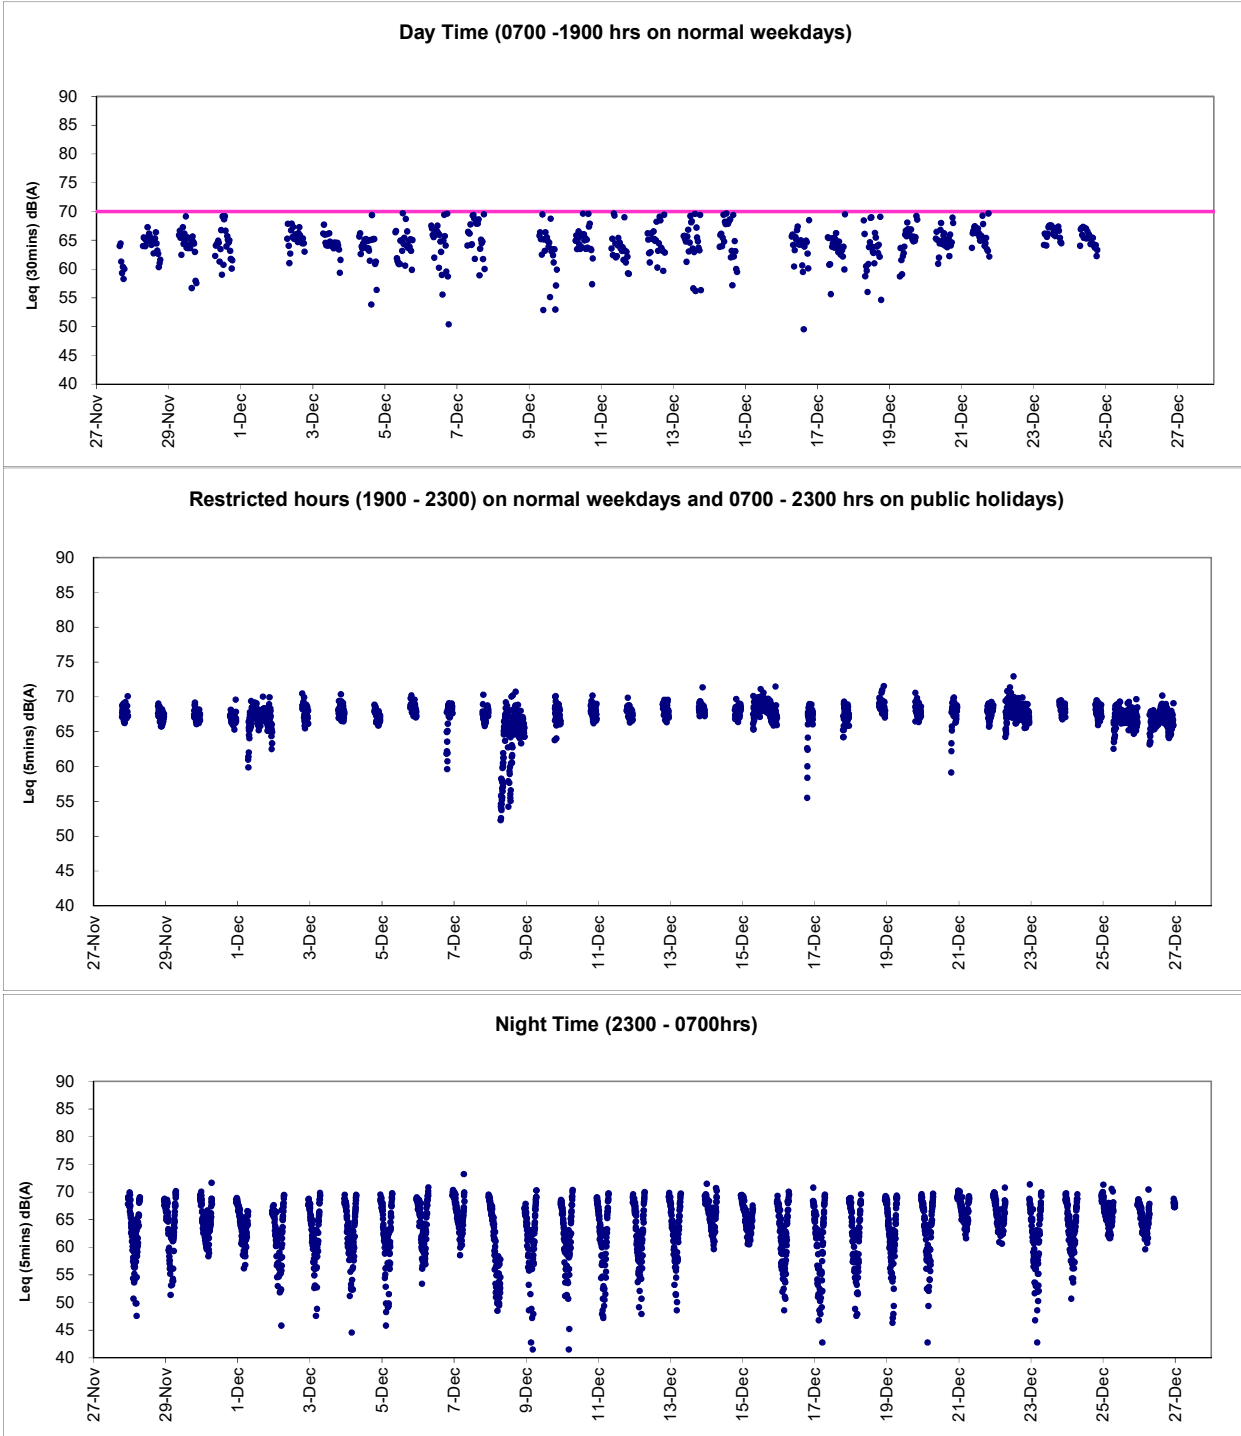 Day Time (0700 -1900 hrs on normal weekdays)
Leq (30mins) dB(A)
90
85
80
75
70
65
60
55
50
45
40
27-Nov
29-Nov
1-Dec
3-Dec
5-Dec
7-Dec
9-Dec
11-Dec
13-Dec
15-Dec
17-Dec
19-Dec
21-Dec
23-Dec
25-Dec
27-Dec
Restricted hours (1900 - 2300) on normal weekdays and 0700 - 2300 hrs on public holidays)
Leq (5mins) dB(A)
90
85
80
75
70
65
60
55
50
45
40
27-Nov
29-Nov
1-Dec
3-Dec
5-Dec
7-Dec
9-Dec
11-Dec
13-Dec
15-Dec
17-Dec
19-Dec
21-Dec
23-Dec
25-Dec
27-Dec
Night Time (2300 - 0700hrs)
Leq (5mins) dB(A)
90
85
80
75
70
65
60
55
50
45
40
27-Nov
29-Nov
1-Dec
3-Dec
5-Dec
7-Dec
9-Dec
11-Dec
13-Dec
15-Dec
17-Dec
19-Dec
21-Dec
23-Dec
25-Dec
27-Dec